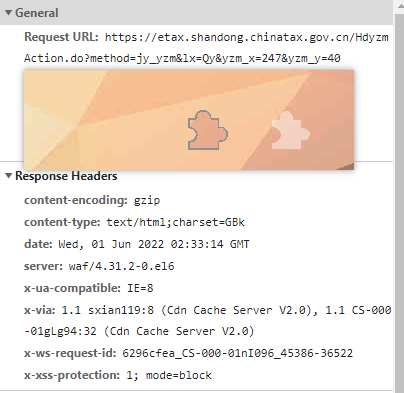 General
Request URL: https://etax.shandong.chinatax.gov.cn/Hdyzm
Action.do?method=jy_yzm&lx=Qy&yzm_x=247&yzm_y=40
Response Headers
content-encoding: gzip
content-type: text/html;charset=GBk
date: Wed, 01 Jun 2022 02:33:14 GMT
server: waf/4.31.2-0.el6
x-ua-compatible: IE=8
x-via: 1.1 sxian119:8 (Cdn Cache Server V2.0), 1.1 CS-000
-01gLg94:32 (Cdn Cache Server V2.0)
x-ws-request-id: 6296cfea_CS-000-01nI096_45386-36522
x-xss-protection: 1; mode=block